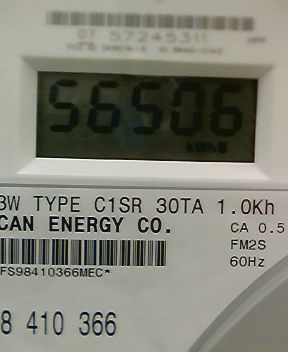 07 57245311
56506
kWh
3W TYPE C1SR 30TA 1.0Kh
CAN ENERGY CO.
CA 0.5
FM2S
60Hz
FS98410366MEC*
8 410 366